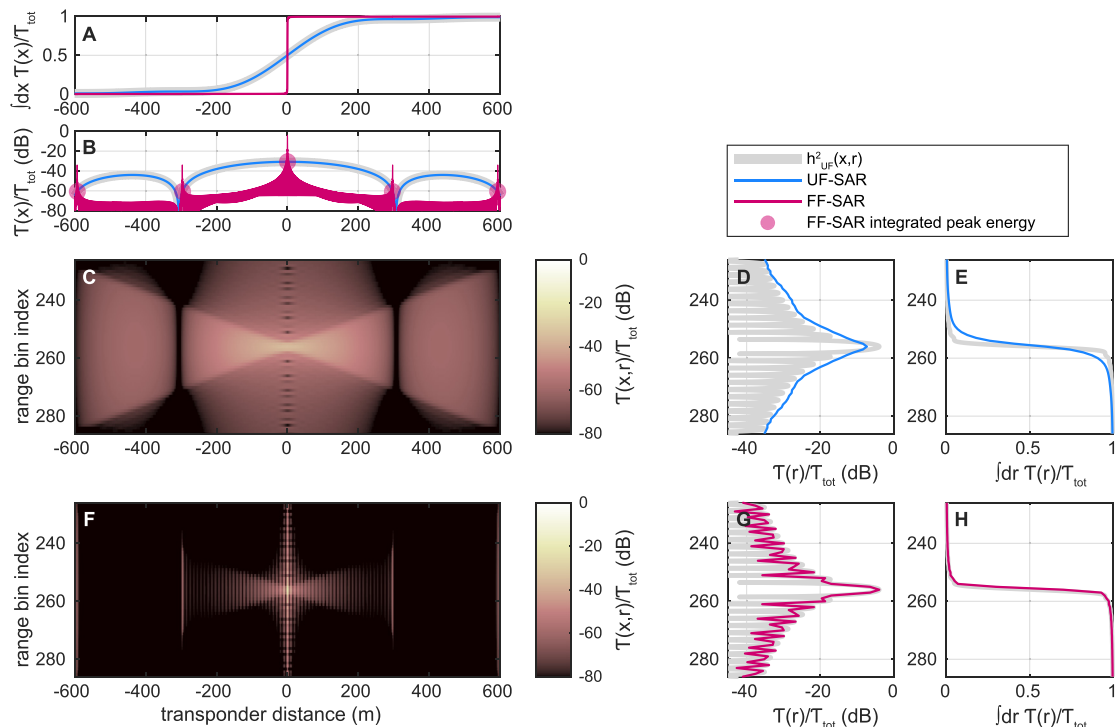 A
∫dx T(x)/T_tot
1
0.5
0
-600 -400 -200 0 200 400 600
B
T(x)/T_tot (dB)
0
-20
-40
-60
-80
-600 -400 -200 0 200 400 600
h²_UF(x,r)
UF-SAR
FF-SAR
FF-SAR integrated peak energy
C
range bin index
240
260
280
-600 -400 -200 0 200 400 600
0
-20
-40
-60
-80
T(x,r)/T_tot (dB)
D
240
260
280
-40 -20 0
T(r)/T_tot (dB)
E
240
260
280
0 0.5 1
∫dr T(r)/T_tot
F
range bin index
240
260
280
-600 -400 -200 0 200 400 600
transponder distance (m)
0
-20
-40
-60
-80
T(x,r)/T_tot (dB)
G
240
260
280
-40 -20 0
T(r)/T_tot (dB)
H
240
260
280
0 0.5 1
∫dr T(r)/T_tot